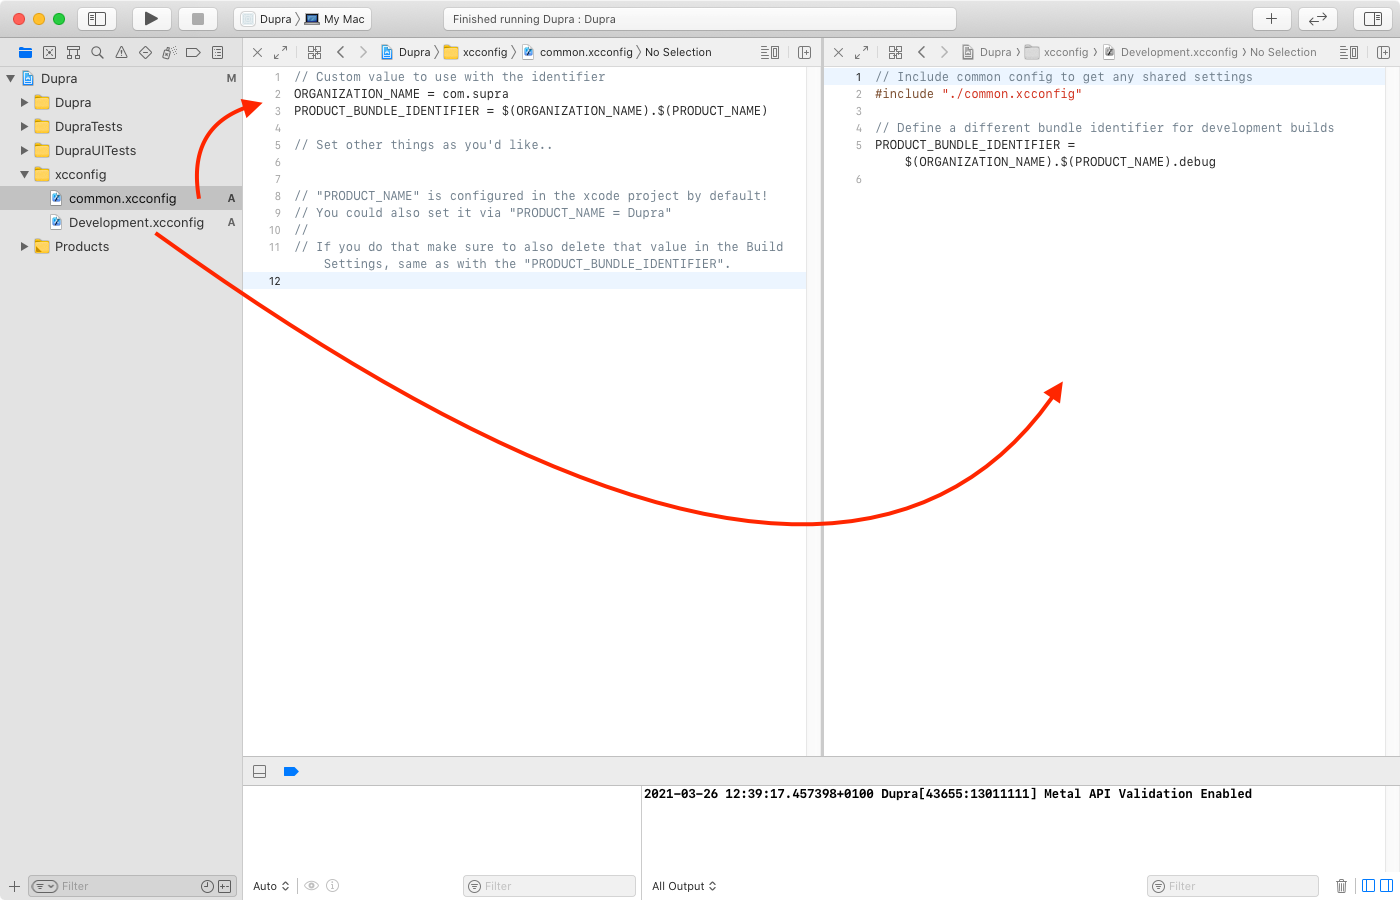 Dupra
My Mac
Finished running Dupra : Dupra
Dupra
xcconfig
common.xcconfig
No Selection
Dupra
xcconfig
Development.xcconfig
No Selection
Dupra
M
Dupra
DupraTests
DupraUITests
xcconfig
common.xcconfig
A
Development.xcconfig
A
Products
1 // Custom value to use with the identifier
2 ORGANIZATION_NAME = com.supra
3 PRODUCT_BUNDLE_IDENTIFIER = $(ORGANIZATION_NAME).$(PRODUCT_NAME)
4
5 // Set other things as you'd like..
6
7
8 // "PRODUCT_NAME" is configured in the xcode project by default!
9 // You could also set it via "PRODUCT_NAME = Dupra"
10 //
11 // If you do that make sure to also delete that value in the Build
Settings, same as with the "PRODUCT_BUNDLE_IDENTIFIER".
12
1 // Include common config to get any shared settings
2 #include "./common.xcconfig"
3
4 // Define a different bundle identifier for development builds
5 PRODUCT_BUNDLE_IDENTIFIER =
$(ORGANIZATION_NAME).$(PRODUCT_NAME).debug
6
2021-03-26 12:39:17.457398+0100 Dupra[43655:13011111] Metal API Validation Enabled
Filter
Auto
Filter
All Output
Filter